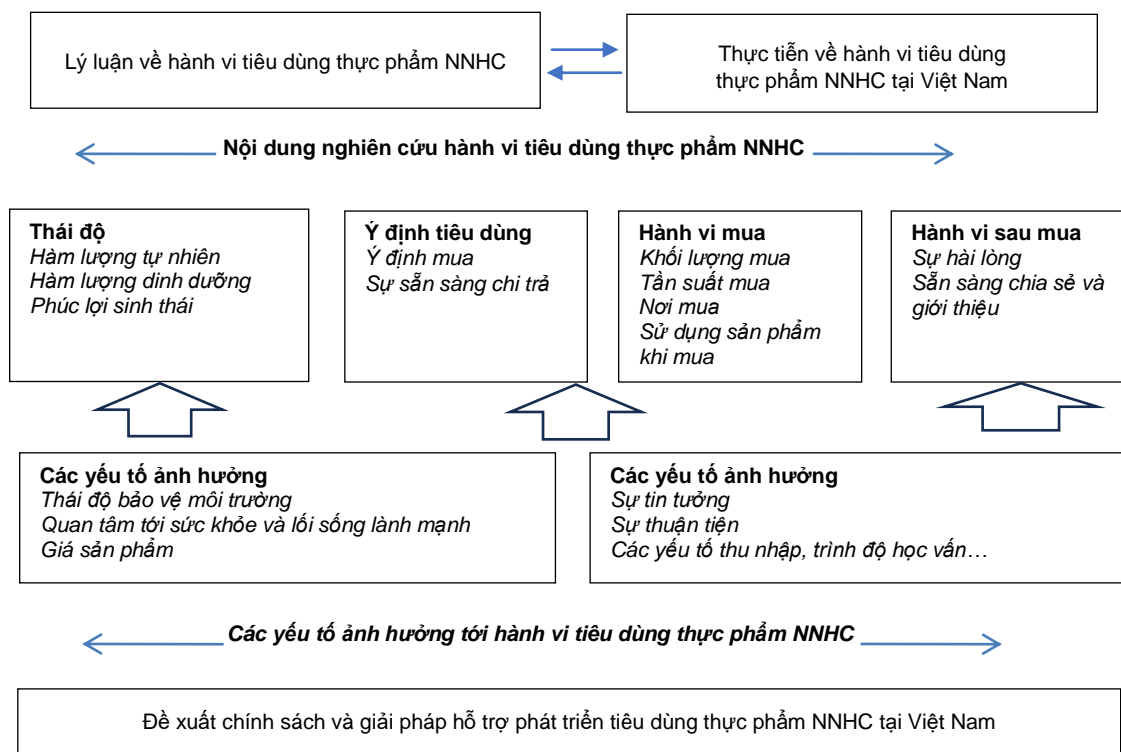 Lý luận về hành vi tiêu dùng thực phẩm NNHC
Thực tiễn về hành vi tiêu dùng
thực phẩm NNHC tại Việt Nam
Nội dung nghiên cứu hành vi tiêu dùng thực phẩm NNHC
Thái độ
Hàm lượng tự nhiên
Hàm lượng dinh dưỡng
Phúc lợi sinh thái
Ý định tiêu dùng
Ý định mua
Sự sẵn sàng chi trả
Hành vi mua
Khối lượng mua
Tần suất mua
Nơi mua
Sử dụng sản phẩm
khi mua
Hành vi sau mua
Sự hài lòng
Sẵn sàng chia sẻ và
giới thiệu
Các yếu tố ảnh hưởng
Thái độ bảo vệ môi trường
Quan tâm tới sức khỏe và lối sống lành mạnh
Giá sản phẩm
Các yếu tố ảnh hưởng
Sự tin tưởng
Sự thuận tiện
Các yếu tố thu nhập, trình độ học vấn…
Các yếu tố ảnh hưởng tới hành vi tiêu dùng thực phẩm NNHC
Đề xuất chính sách và giải pháp hỗ trợ phát triển tiêu dùng thực phẩm NNHC tại Việt Nam